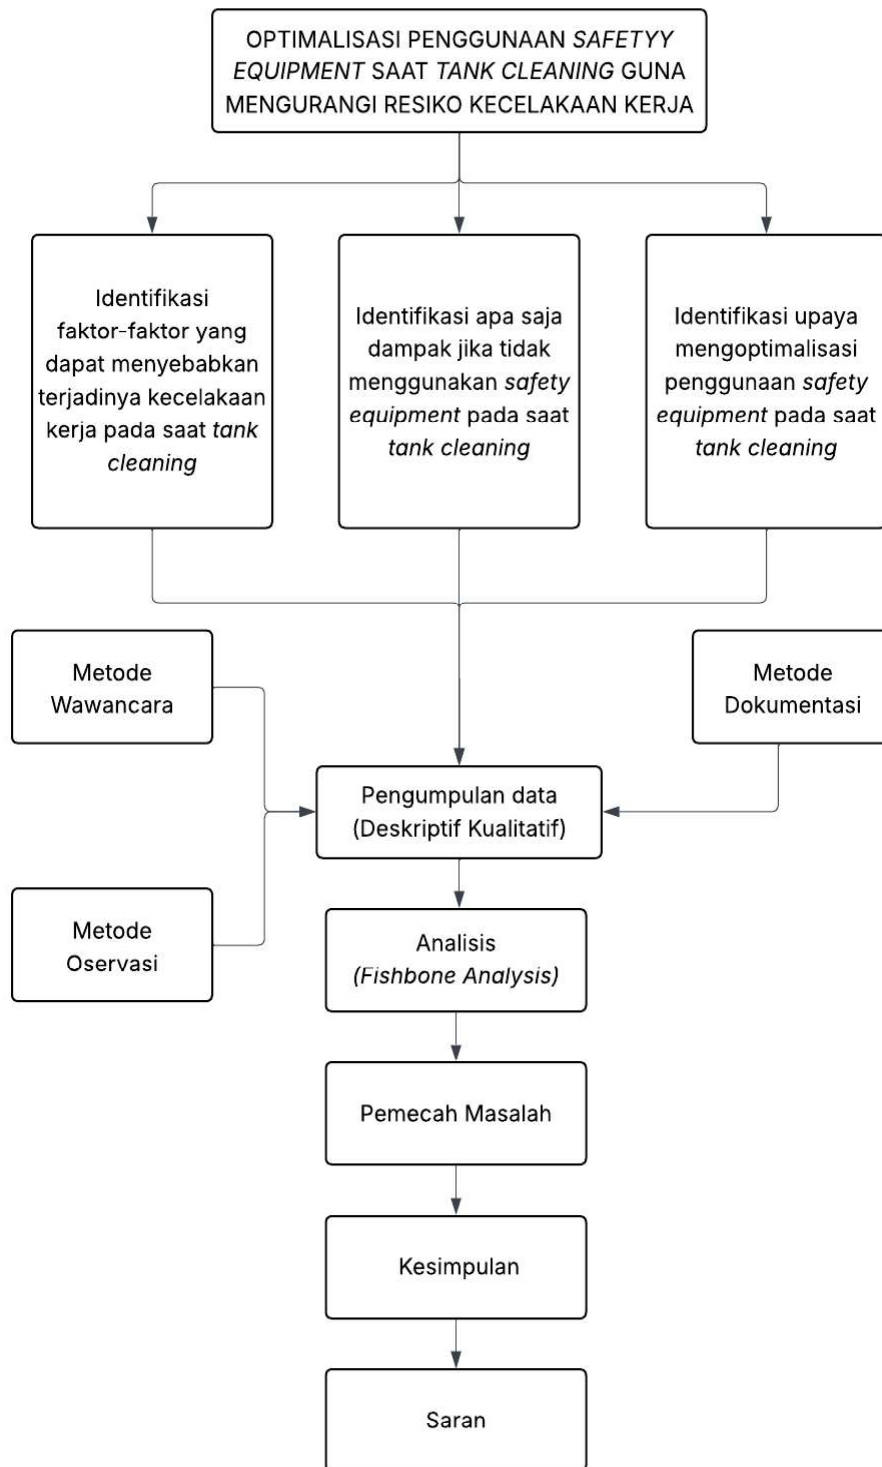 OPTIMALISASI PENGGUNAAN SAFETYY
EQUIPMENT SAAT TANK CLEANING GUNA
MENGURANGI RESIKO KECELAKAAN KERJA
Identifikasi
faktor-faktor yang
dapat menyebabkan
terjadinya kecelakaan
kerja pada saat tank
cleaning
Identifikasi apa saja
dampak jika tidak
menggunakan safety
equipment pada saat
tank cleaning
Identifikasi upaya
mengoptimalisasi
penggunaan safety
equipment pada saat
tank cleaning
Metode
Wawancara
Metode
Dokumentasi
Pengumpulan data
(Deskriptif Kualitatif)
Metode
Oservasi
Analisis
(Fishbone Analysis)
Pemecah Masalah
Kesimpulan
Saran